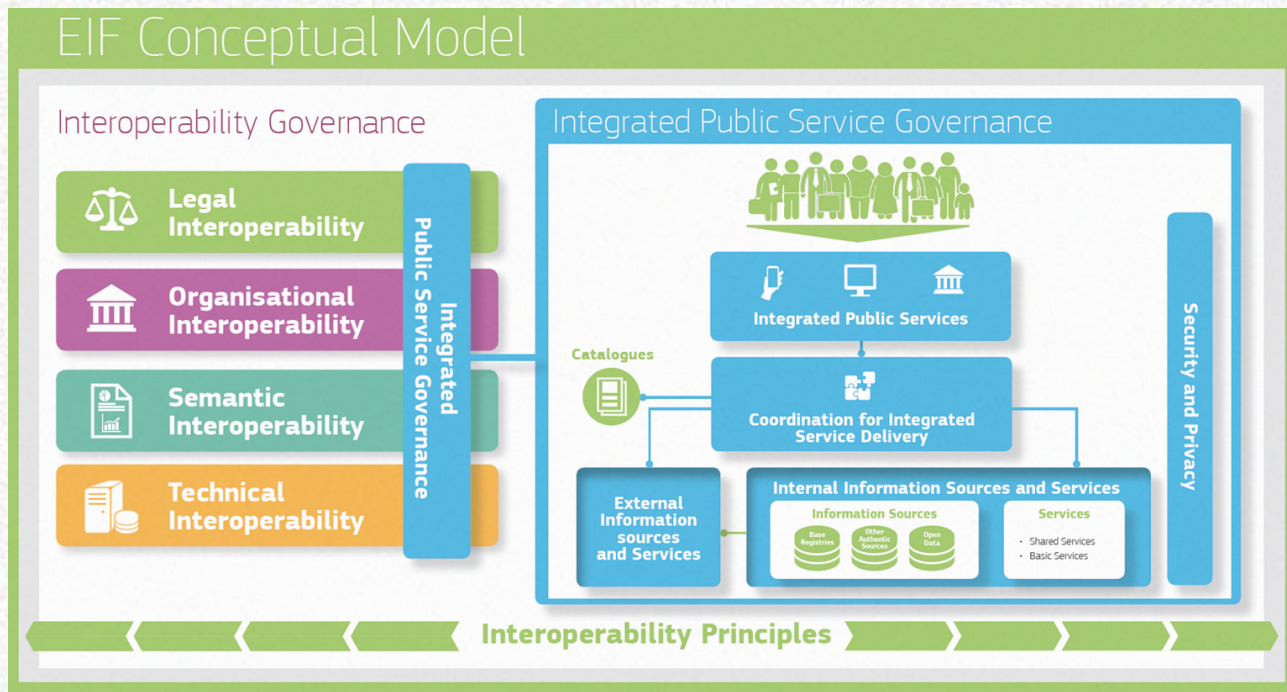 EIF Conceptual Model
Interoperability Governance
Legal
Interoperability
Organisational
Interoperability
Semantic
Interoperability
Technical
Interoperability
Integrated
Public Service Governance
Integrated Public Service Governance
Integrated Public Services
Catalogues
Coordination for Integrated
Service Delivery
External
Information
sources
and Services
Internal Information Sources and Services
Information Sources
Base
Registries
Other
Authentic
Sources
Open
Data
Services
· Shared Services
· Basic Services
Security and Privacy
Interoperability Principles